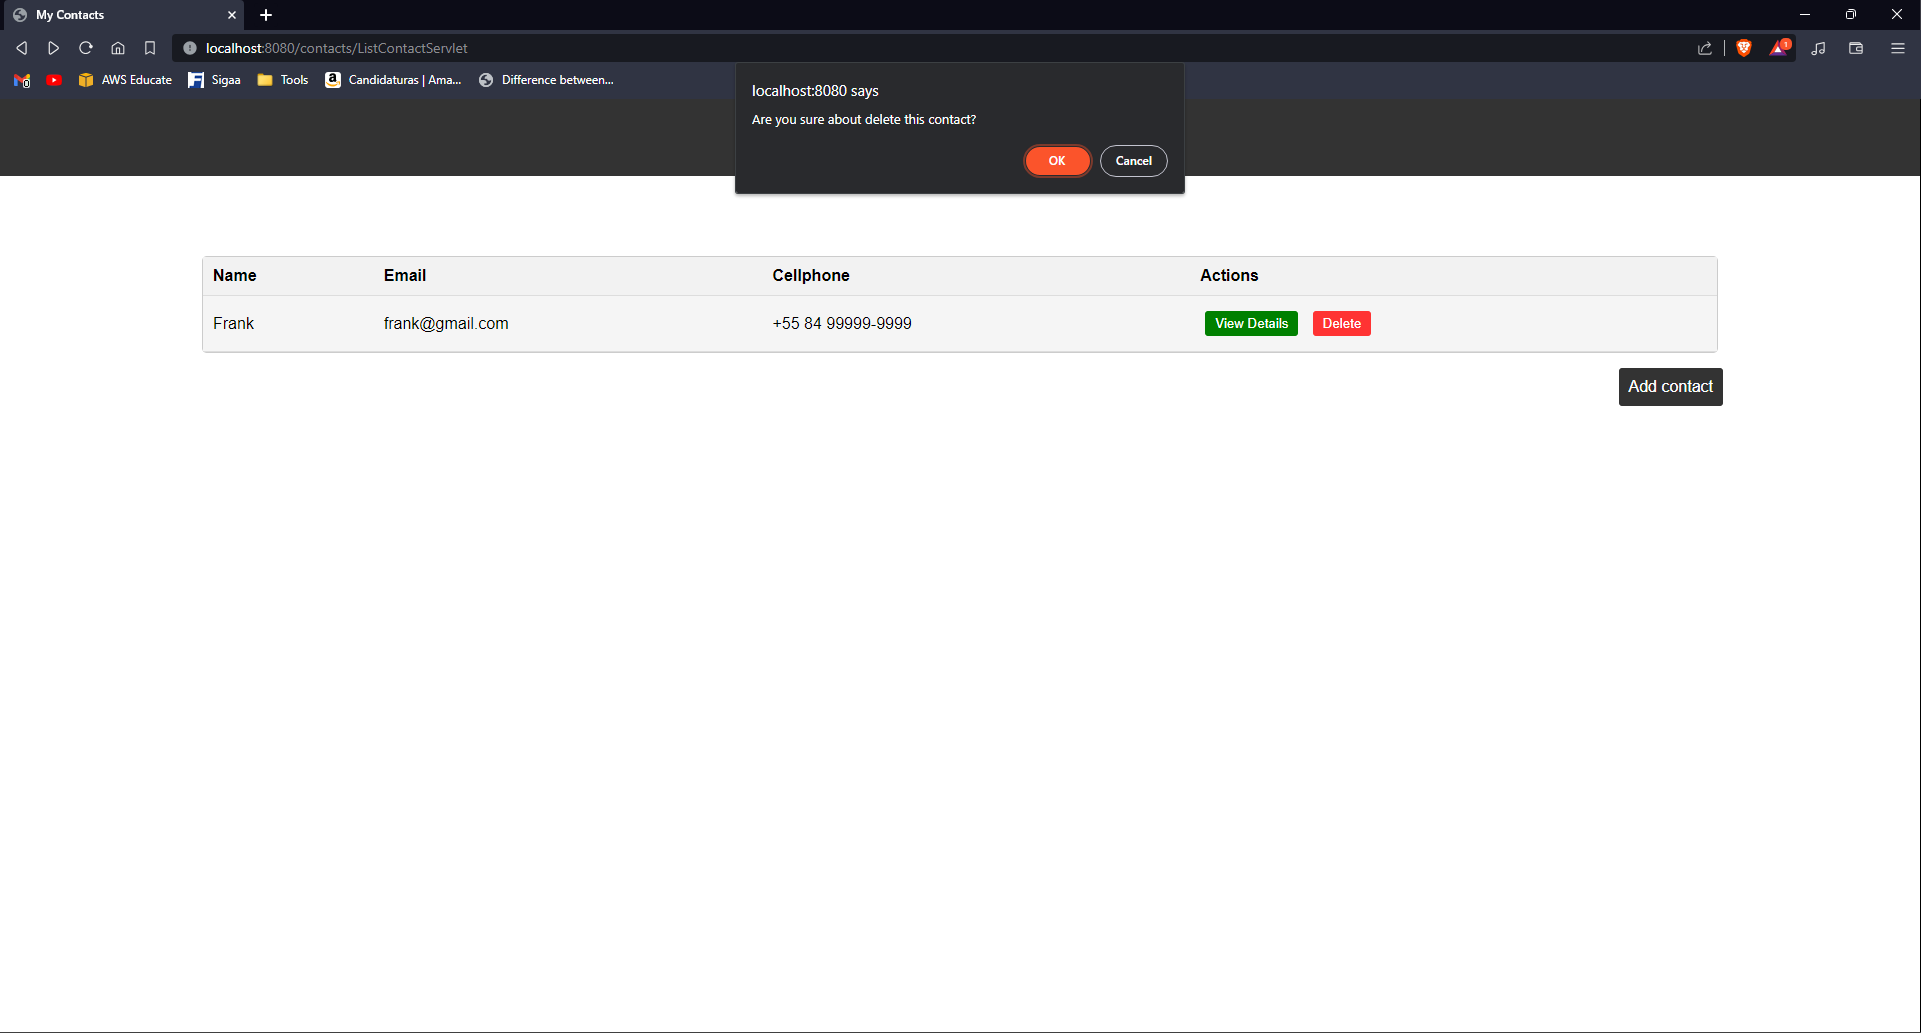 My Contacts
localhost:8080/contacts/ListContactServlet
1
AWS Educate Sigaa Tools Candidaturas | Ama... Difference between...
localhost:8080 says
Are you sure about delete this contact?
OK Cancel
Name Email Cellphone Actions
Frank frank@gmail.com +55 84 99999-9999 View Details Delete
Add contact